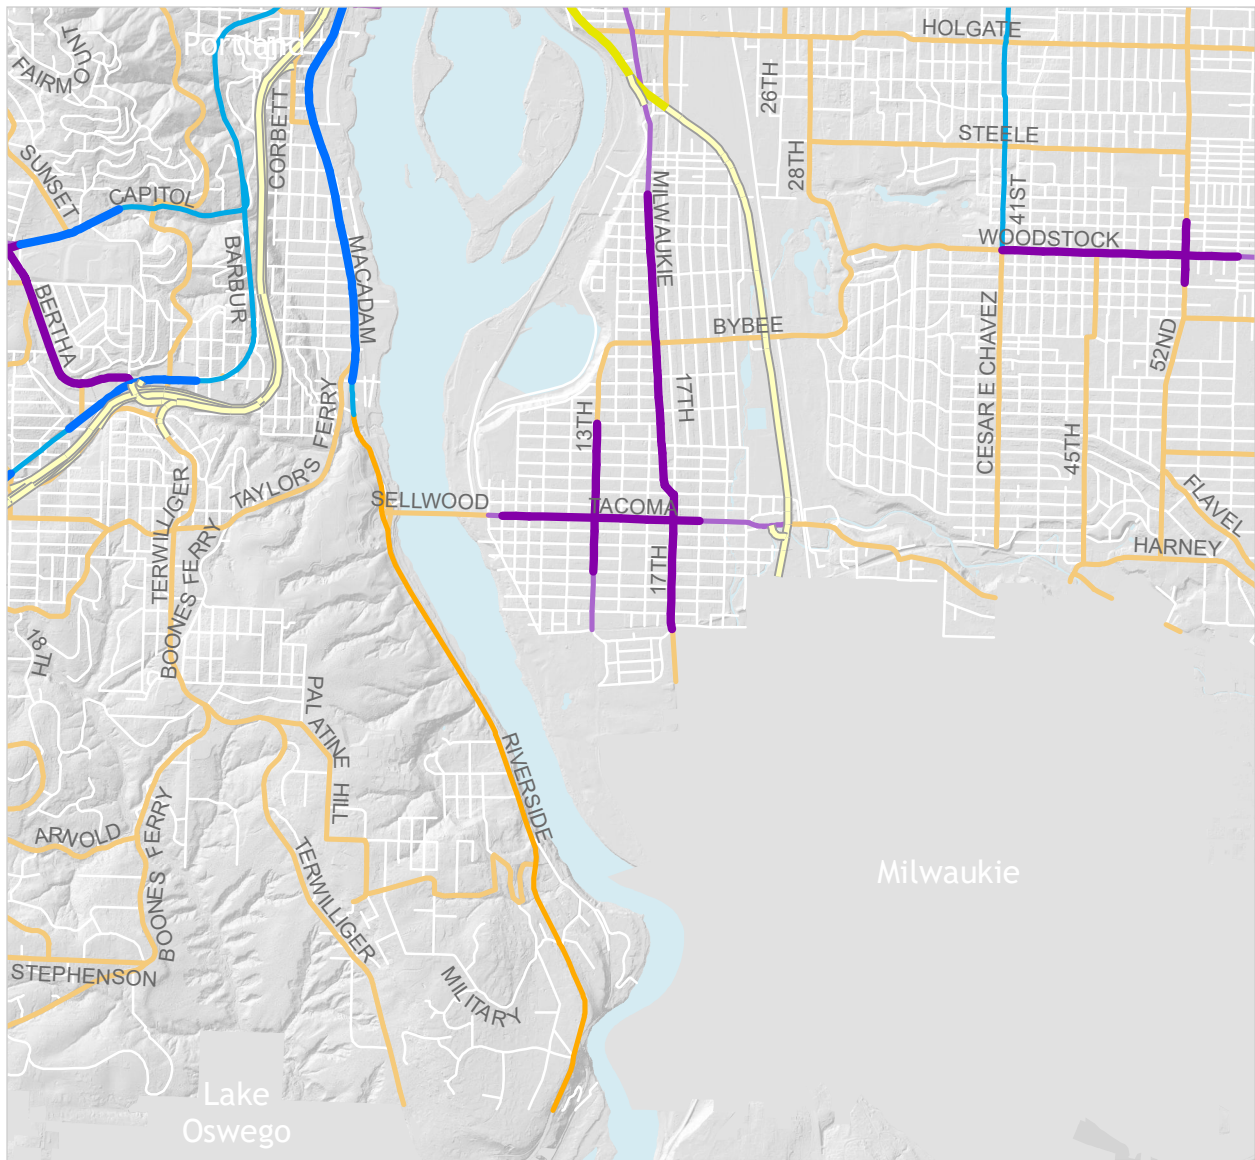 HOLGATE
Portland
FAIRM
OUNT
26TH
CORBETT
STEELE
28TH
SUNSET
CAPITOL
41ST
MILWAUKIE
WOODSTOCK
BARBUR
MACADAM
BERTHA
BYBEE
CESAR E CHAVEZ
52ND
17TH
13TH
45TH
TAYLORS FERRY
SELLWOOD
TACOMA
TERWILLIGER
FLAVEL
BOONES FERRY
HARNEY
17TH
18TH
PALATINE HILL
RIVERSIDE
ARNOLD
BOONES FERRY
TERWILLIGER
Milwaukie
STEPHENSON
MILITARY
Lake
Oswego